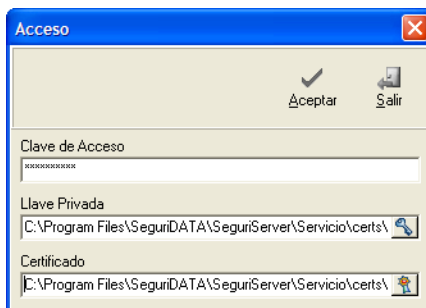 Acceso
Aceptar Salir
Clave de Acceso
xxxxxxxxxx
Llave Privada
C:\Program Files\SeguriDATA\SeguriServer\Servicio\certs\
Certificado
C:\Program Files\SeguriDATA\SeguriServer\Servicio\certs\